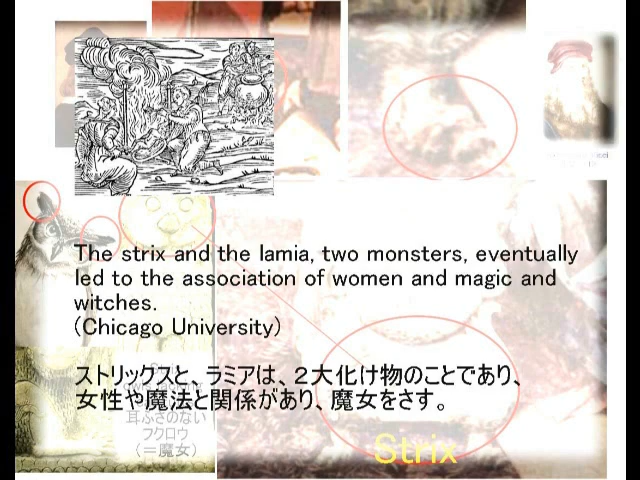 The strix and the lamia, two monsters, eventually
led to the association of women and magic and
witches.
(Chicago University)
ストリックスと、ラミアは、２大化け物のことであり、
女性や魔法と関係があり、魔女をさす。
耳ぶさのない
フクロウ
（＝魔女）
Strix